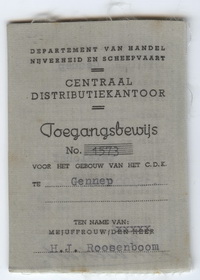 DEPARTEMENT VAN HANDEL
NIJVERHEID EN SCHEEPVAART
CENTRAAL
DISTRIBUTIEKANTOOR
Toegangsbewijs
No. 1573
VOOR HET GEBOUW VAN HET C.D.K.
TE Gennep
TEN NAME VAN:
MEJUFFROUW/DEN HEER
H.J. Roosenboom